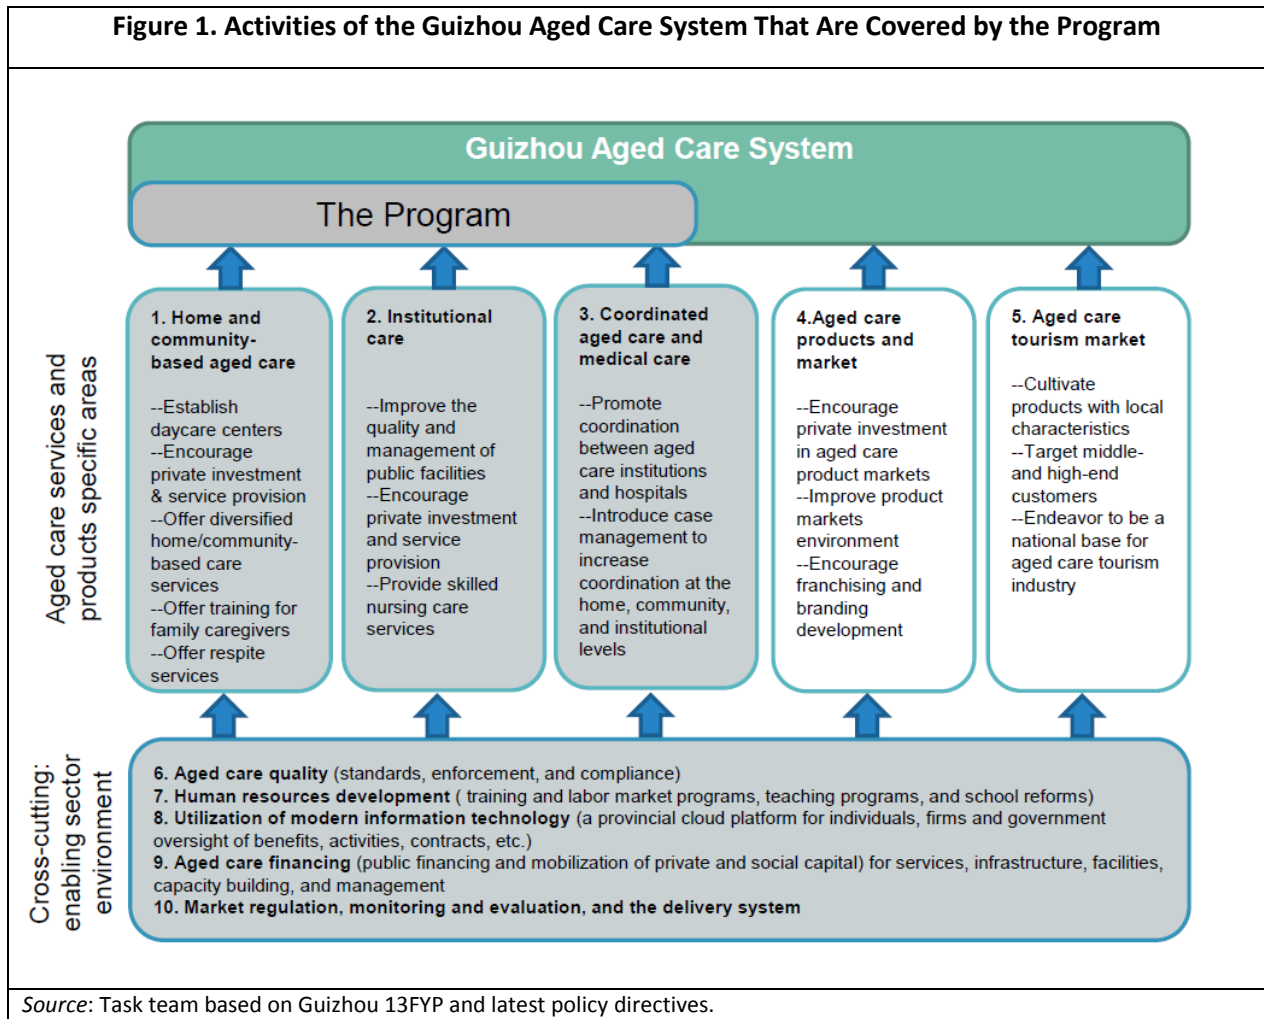 Figure 1. Activities of the Guizhou Aged Care System That Are Covered by the Program
Guizhou Aged Care System
The Program
Aged care services and
products specific areas
1. Home and
community-
based aged care
--Establish
daycare centers
--Encourage
private investment
& service provision
--Offer diversified
home/community-
based care
services
--Offer training for
family caregivers
--Offer respite
services
2. Institutional
care
--Improve the
quality and
management of
public facilities
--Encourage
private investment
and service
provision
--Provide skilled
nursing care
services
3. Coordinated
aged care and
medical care
--Promote
coordination
between aged
care institutions
and hospitals
--Introduce case
management to
increase
coordination at the
home, community,
and institutional
levels
4.Aged care
products and
market
--Encourage
private investment
in aged care
product markets
--Improve product
markets
environment
--Encourage
franchising and
branding
development
5. Aged care
tourism market
--Cultivate
products with local
characteristics
--Target middle-
and high-end
customers
--Endeavor to be a
national base for
aged care tourism
industry
Cross-cutting:
enabling sector
environment
6. Aged care quality (standards, enforcement, and compliance)
7. Human resources development ( training and labor market programs, teaching programs, and school reforms)
8. Utilization of modern information technology (a provincial cloud platform for individuals, firms and government
oversight of benefits, activities, contracts, etc.)
9. Aged care financing (public financing and mobilization of private and social capital) for services, infrastructure, facilities,
capacity building, and management
10. Market regulation, monitoring and evaluation, and the delivery system
Source: Task team based on Guizhou 13FYP and latest policy directives.